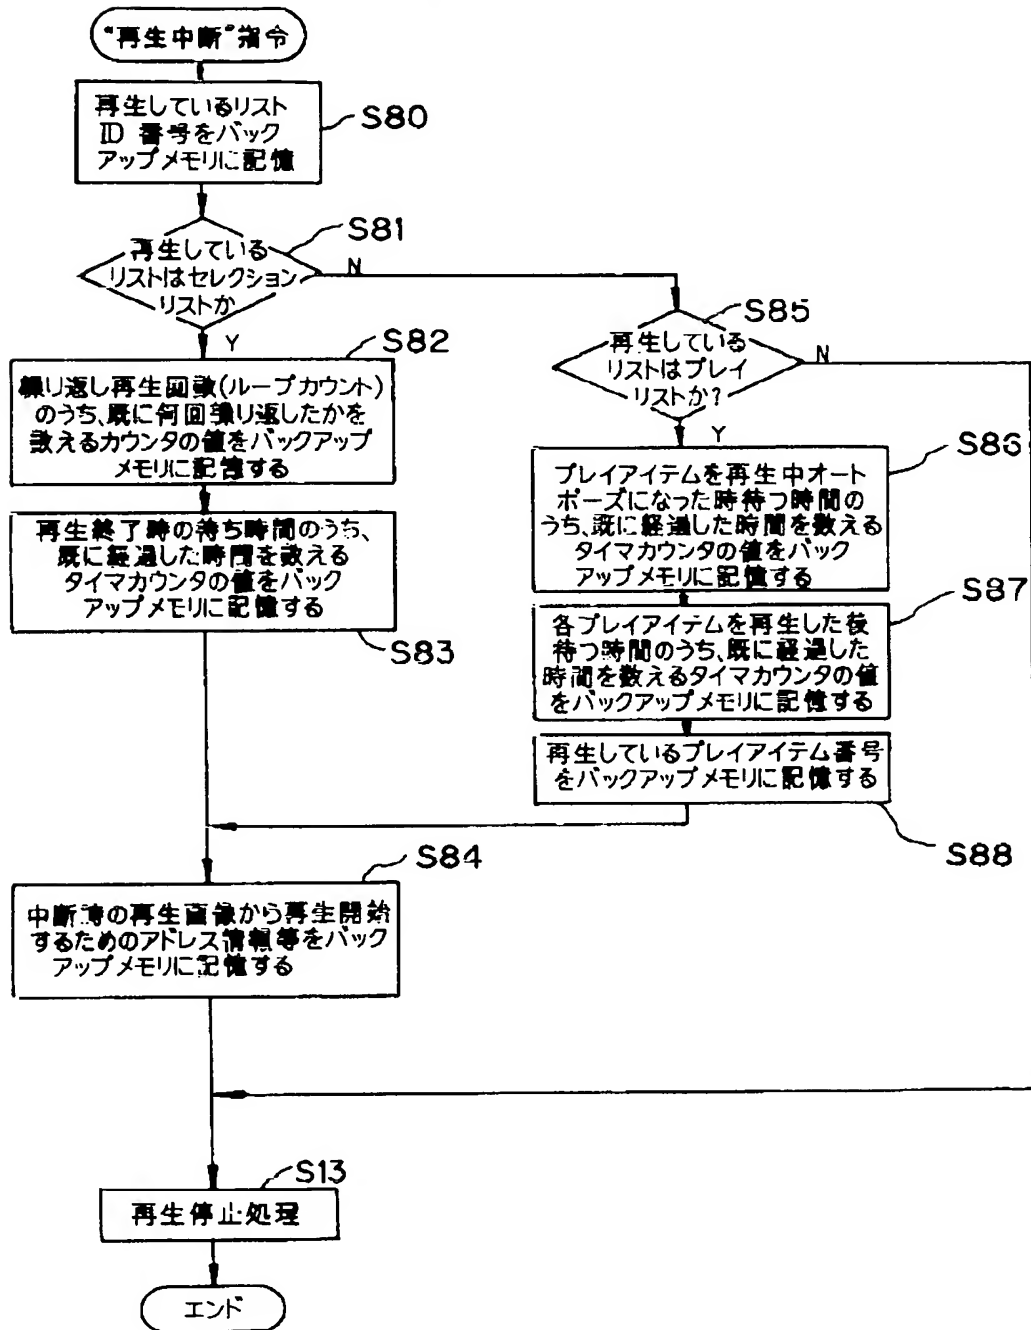 “再生中断”指令
再生しているリスト
ID 番号をバック
アップメモリに記憶
S80
再生している
リストはセレクション
リストか
S81
N
Y
S82
繰り返し再生回数(ループカウント)
のうち、既に何回繰り返したかを
数えるカウンタの値をバックアップ
メモリに記憶する
再生終了時の待ち時間のうち、
既に経過した時間を数える
タイマカウンタの値をバック
アップメモリに記憶する
S83
S85
再生している
リストはプレイ
リストか?
N
Y
S86
プレイアイテムを再生中オート
ポーズになった時待つ時間の
うち、既に経過した時間を数える
タイマカウンタの値をバック
アップメモリに記憶する
S87
各プレイアイテムを再生した後
待つ時間のうち、既に経過した
時間を数えるタイマカウンタの値
をバックアップメモリに記憶する
再生しているプレイアイテム番号
をバックアップメモリに記憶する
S88
S84
中断時の再生画像から再生開始
するためのアドレス情報等をバック
アップメモリに記憶する
S13
再生停止処理
エンド